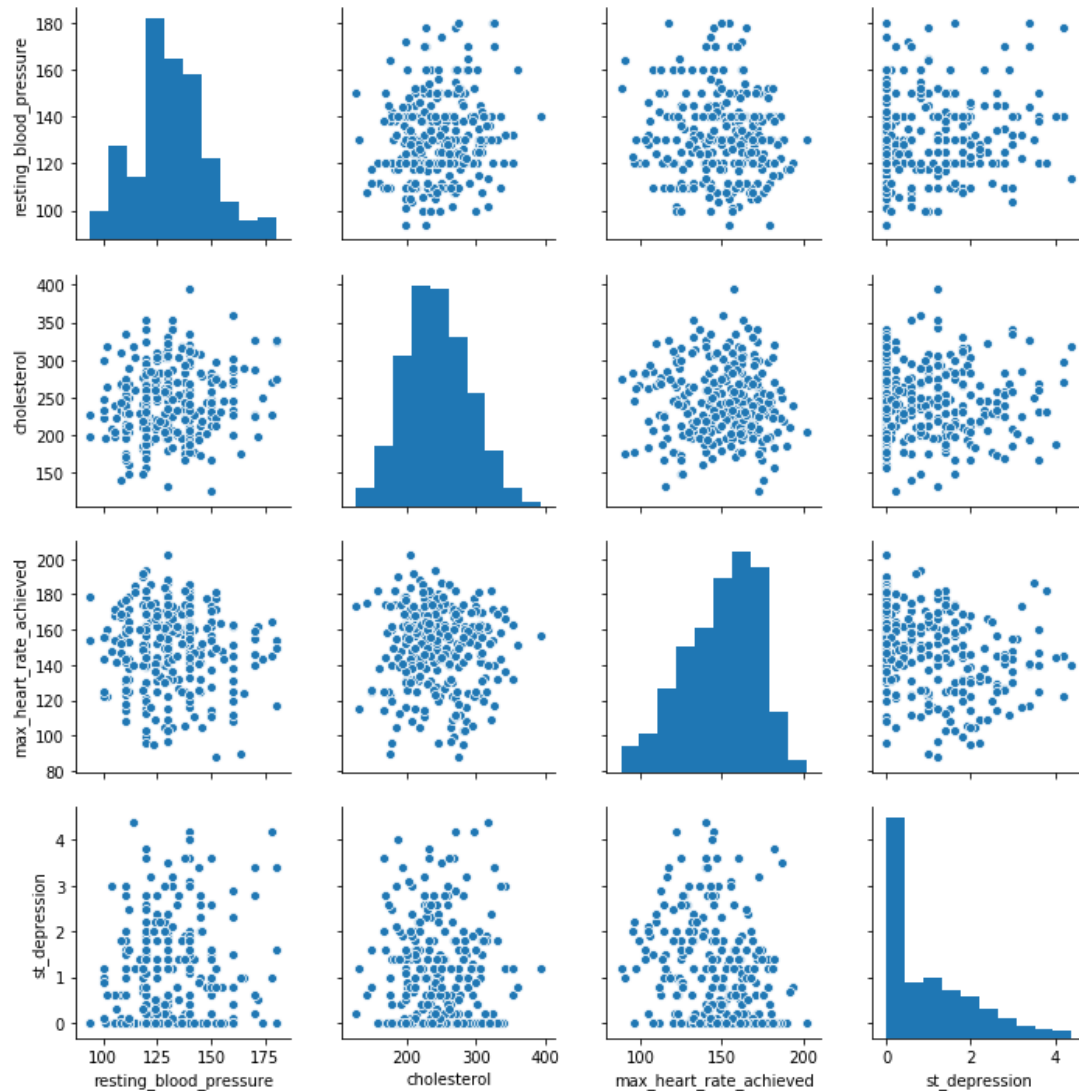 180
160
140
120
100
resting_blood_pressure
400
350
300
250
200
150
cholesterol
200
180
160
140
120
100
80
max_heart_rate_achieved
4
3
2
1
0
st_depression
100 125 150 175
200 300 400
100 150 200
0 2 4
resting_blood_pressure
cholesterol
max_heart_rate_achieved
st_depression